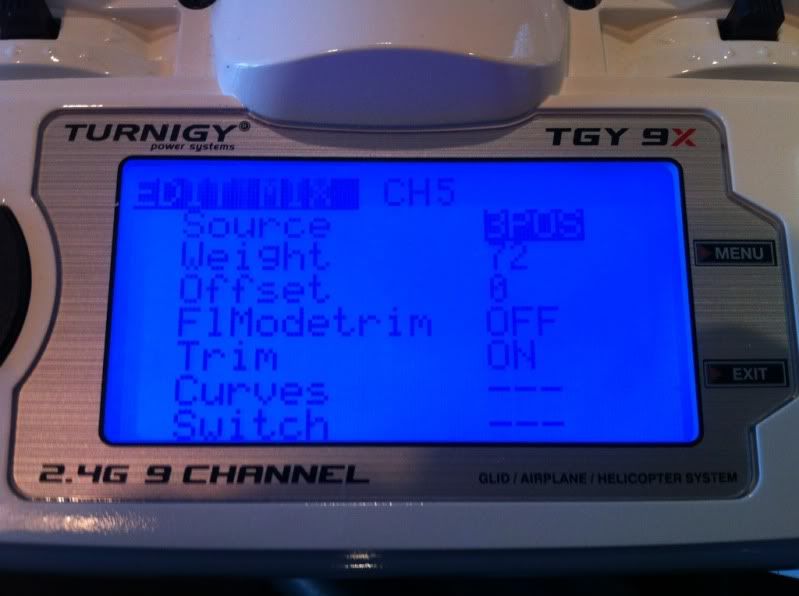 TURNIGY®
power systems
TGY 9X
EDIT MIX CH5
Source 3POS
Weight 72
Offset 0
FlModetrim OFF
Trim ON
Curves ---
Switch ---
MENU
EXIT
2.4G 9 CHANNEL
GLID / AIRPLANE / HELICOPTER SYSTEM